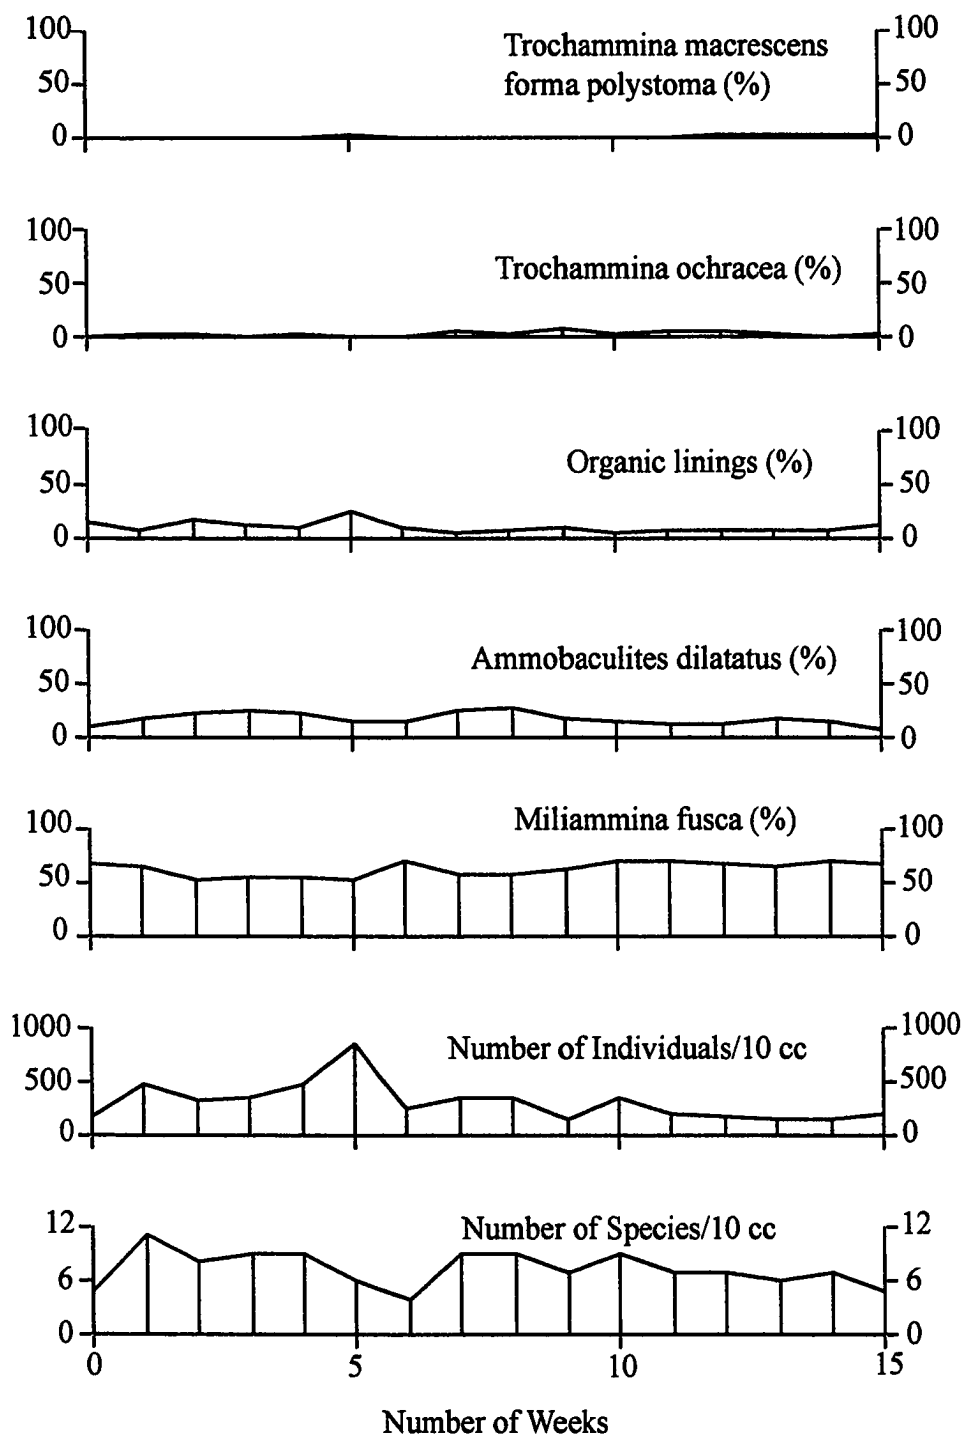 100 100
Trochammina macrescens
forma polystoma (%)
50 50
0 0
100 100
Trochammina ochracea (%)
50 50
0 0
100 100
Organic linings (%)
50 50
0 0
100 100
Ammobaculites dilatatus (%)
50 50
0 0
Miliammina fusca (%)
100 100
50 50
0 0
1000 1000
Number of Individuals/10 cc
500 500
0 0
12 Number of Species/10 cc 12
6 6
0 0
0 5 10 15
Number of Weeks